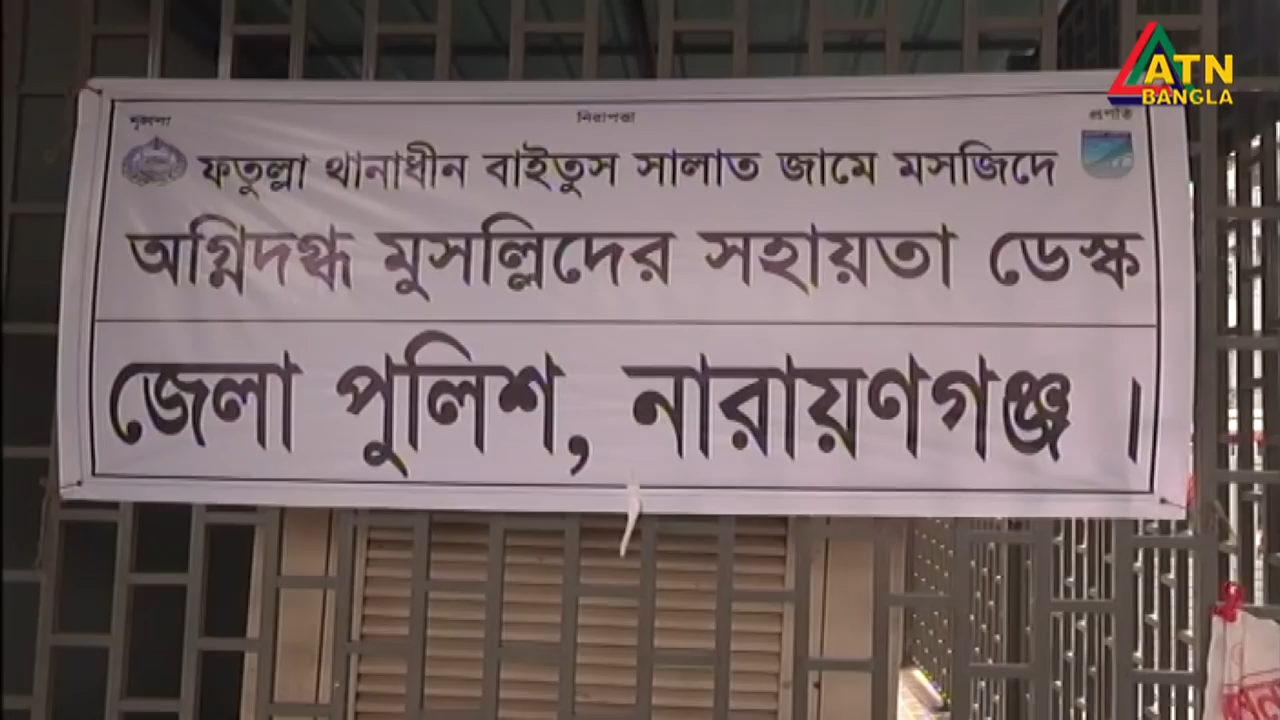 ATN
BANGLA
শৃঙ্খলা নিরাপত্তা প্রগতি
ফতুল্লা থানাধীন বাইতুস সালাত জামে মসজিদে
অগ্নিদগ্ধ মুসল্লিদের সহায়তা ডেস্ক
জেলা পুলিশ, নারায়ণগঞ্জ ।